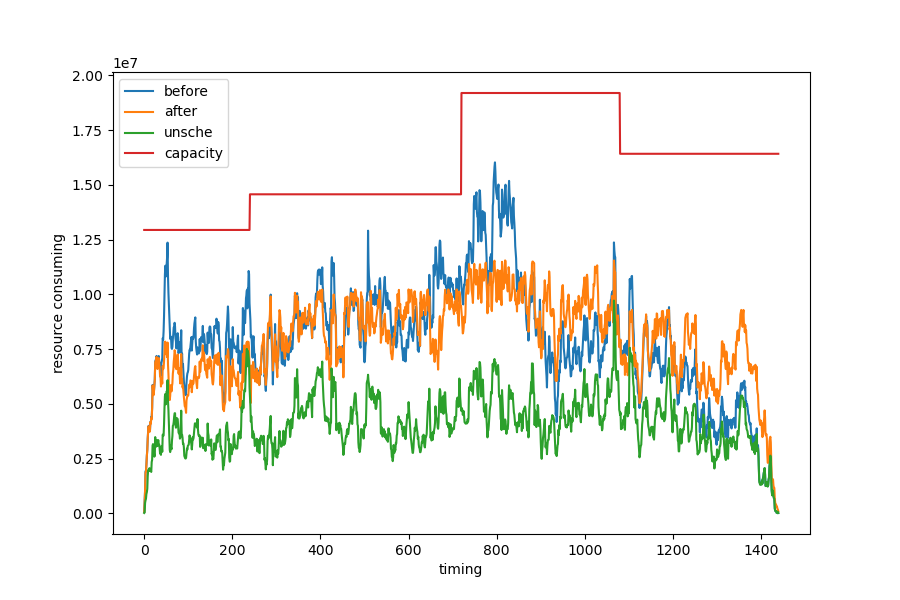 1e7
2.00
1.75
1.50
1.25
1.00
0.75
0.50
0.25
0.00
resource consuming
before
after
unsche
capacity
0 200 400 600 800 1000 1200 1400
timing